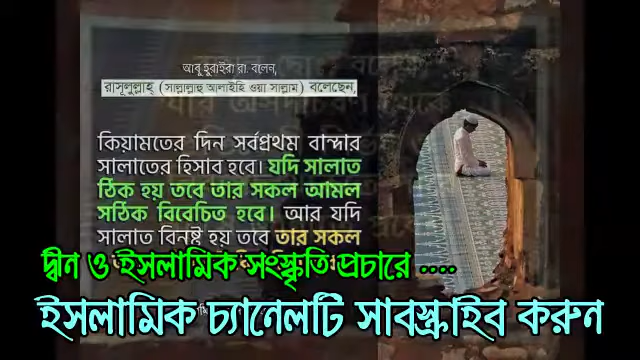 আবু হুরাইরা রা. বলেন,
রাসূলুল্লাহ্ (সাল্লাল্লাহু আলাইহি ওয়া সাল্লাম) বলেছেন,
কিয়ামতের দিন সর্বপ্রথম বান্দার
সালাতের হিসাব হবে। যদি সালাত
ঠিক হয় তবে তার সকল আমল
সঠিক বিবেচিত হবে। আর যদি
সালাত বিনষ্ট হয় তবে তার সকল
দ্বীন ও ইসলামিক সংস্কৃতি প্রচারে ....
ইসলামিক চ্যানেলটি সাবস্ক্রাইব করুন